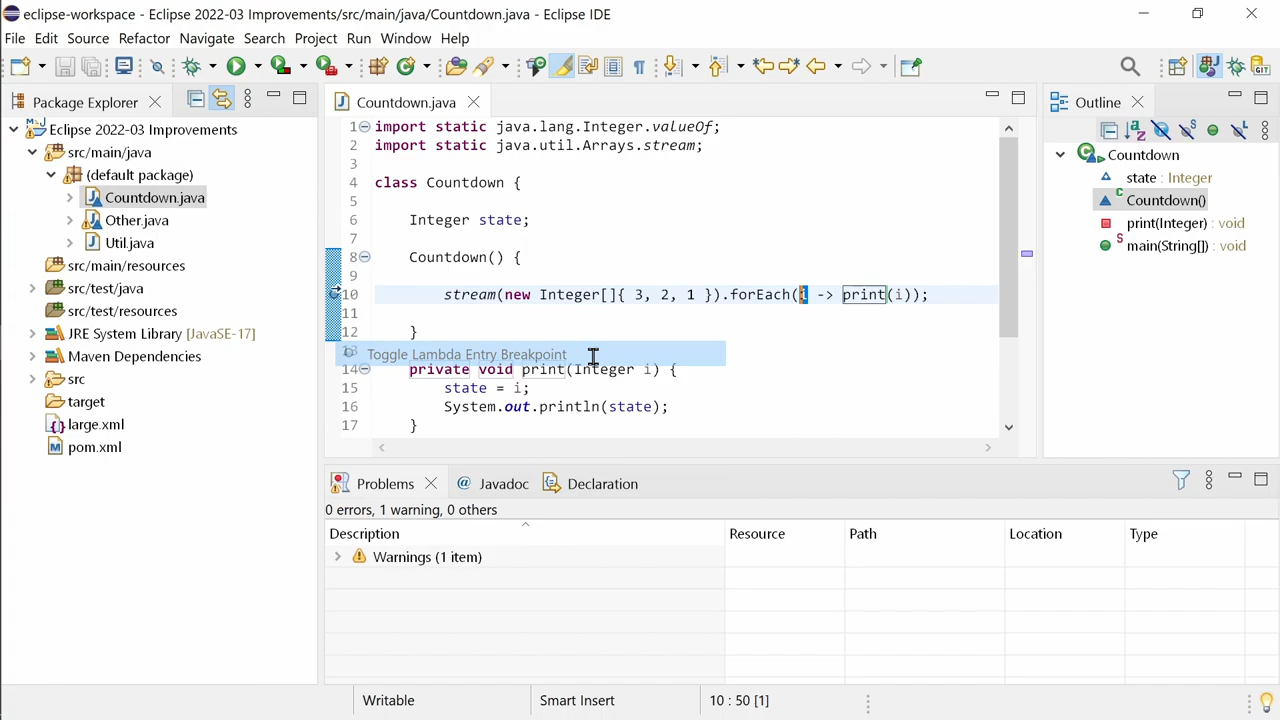 eclipse-workspace - Eclipse 2022-03 Improvements/src/main/java/Countdown.java - Eclipse IDE
File Edit Source Refactor Navigate Search Project Run Window Help
Package Explorer
Eclipse 2022-03 Improvements
src/main/java
(default package)
Countdown.java
Other.java
Util.java
src/main/resources
src/test/java
src/test/resources
JRE System Library [JavaSE-17]
Maven Dependencies
src
target
large.xml
pom.xml
Countdown.java
1 import static java.lang.Integer.valueOf;
2 import static java.util.Arrays.stream;
3
4 class Countdown {
5
6 Integer state;
7
8 Countdown() {
9
10 stream(new Integer[]{ 3, 2, 1 }).forEach(i -> print(i));
11
12 }
13
Toggle Lambda Entry Breakpoint
14 private void print(Integer i) {
15 state = i;
16 System.out.println(state);
17 }
Outline
Countdown
state : Integer
Countdown()
print(Integer) : void
main(String[]) : void
Problems @ Javadoc Declaration
0 errors, 1 warning, 0 others
Description Resource Path Location Type
Warnings (1 item)
Writable Smart Insert 10 : 50 [1]